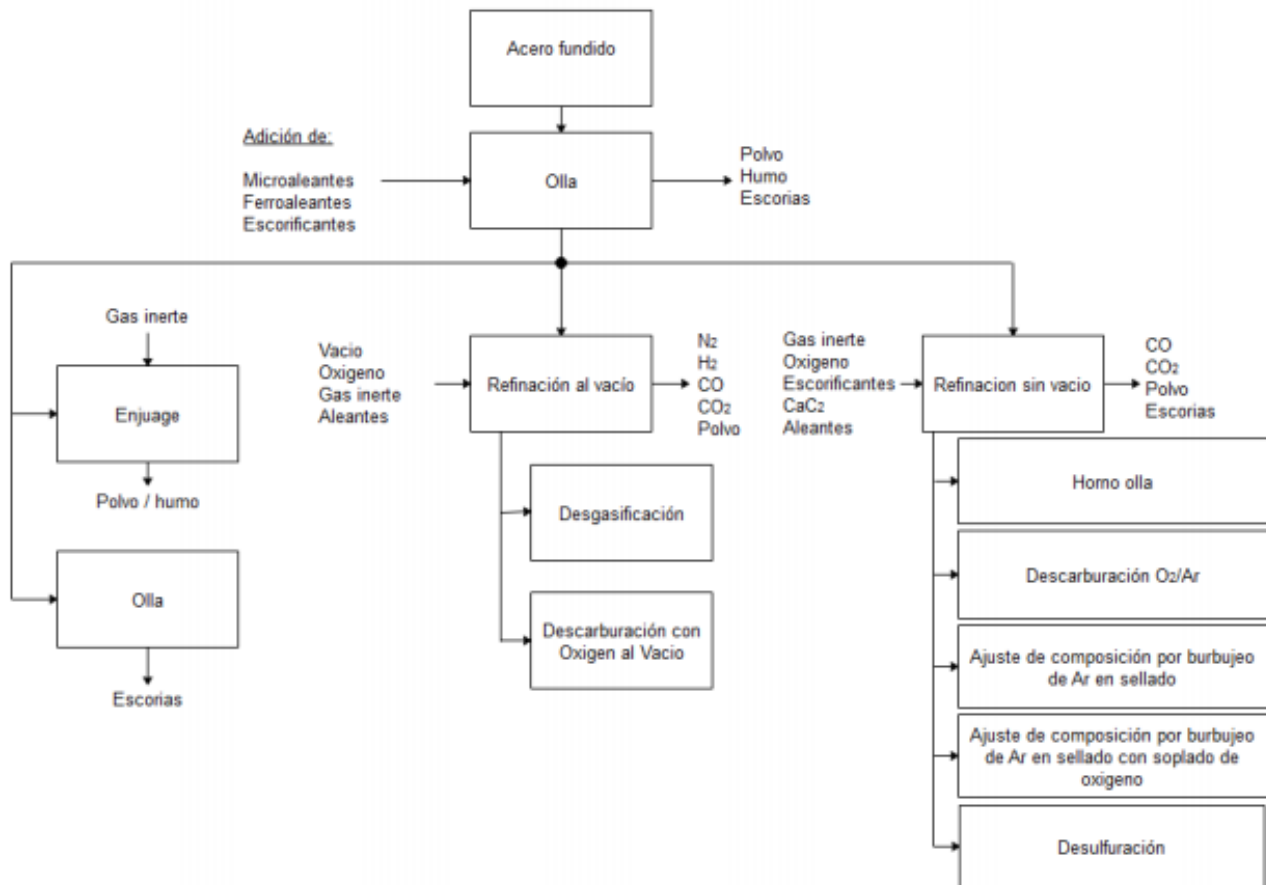 Acero fundido
Adición de:
Microaleantes
Ferroaleantes
Escorificantes
Olla
Polvo
Humo
Escorias
Gas inerte
Enjuage
Polvo / humo
Olla
Escorias
Vacio
Oxigeno
Gas inerte
Aleantes
Refinación al vacío
N2
H2
CO
CO2
Polvo
Desgasificación
Descarburación con
Oxigen al Vacio
Gas inerte
Oxigeno
Escorificantes
CaC2
Aleantes
Refinacion sin vacio
CO
CO2
Polvo
Escorias
Horno olla
Descarburación O2/Ar
Ajuste de composición por burbujeo
de Ar en sellado
Ajuste de composición por burbujeo
de Ar en sellado con soplado de
oxigeno
Desulfuración